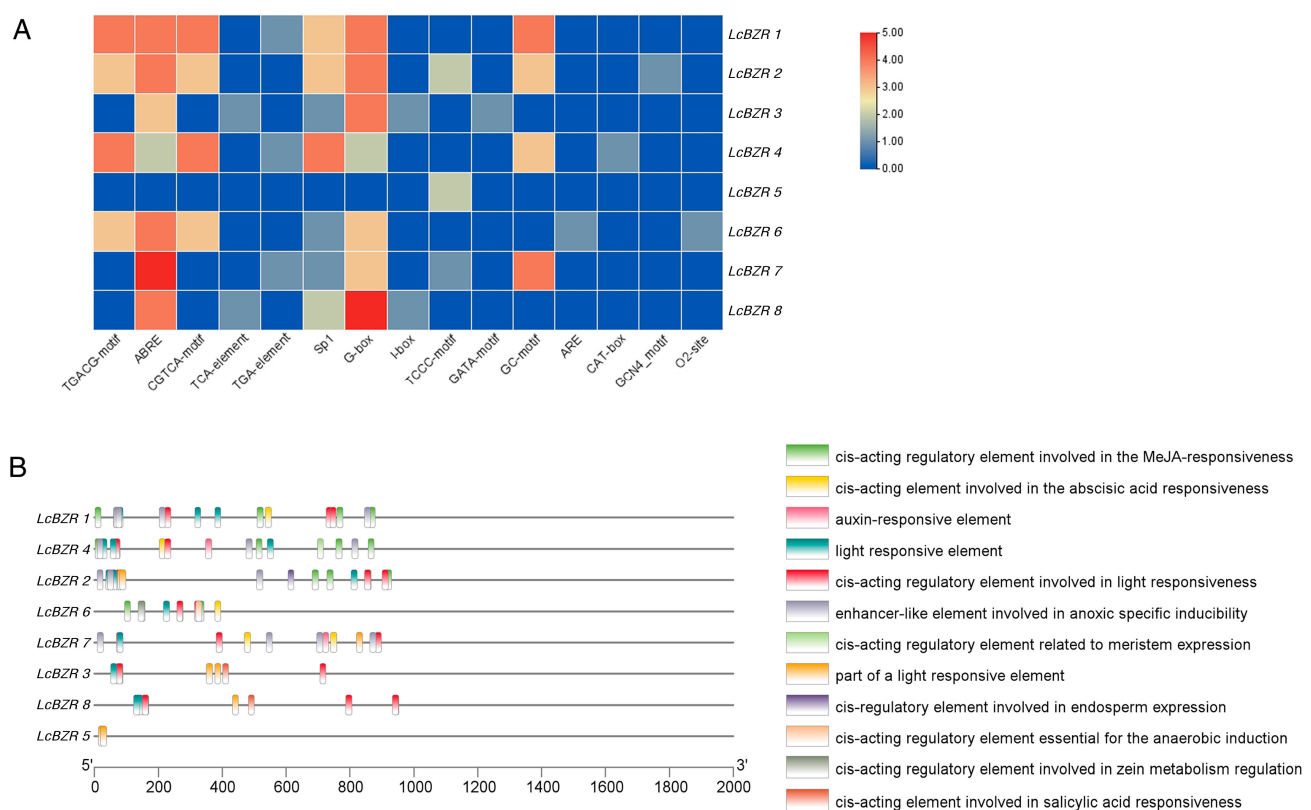 A
LcBZR 1
LcBZR 2
LcBZR 3
LcBZR 4
LcBZR 5
LcBZR 6
LcBZR 7
LcBZR 8
5.00
4.00
3.00
2.00
1.00
0.00
TGACG-motif
ABRE
CGTCA-motif
TCA-element
TGA-element
Sp1
G-box
I-box
TCCC-motif
GATA-motif
GC-motif
ARE
CAT-box
GCN4_motif
O2-site
B
LcBZR 1
LcBZR 4
LcBZR 2
LcBZR 6
LcBZR 7
LcBZR 3
LcBZR 8
LcBZR 5
5' 3'
0 200 400 600 800 1000 1200 1400 1600 1800 2000
cis-acting regulatory element involved in the MeJA-responsiveness
cis-acting element involved in the abscisic acid responsiveness
auxin-responsive element
light responsive element
cis-acting regulatory element involved in light responsiveness
enhancer-like element involved in anoxic specific inducibility
cis-acting regulatory element related to meristem expression
part of a light responsive element
cis-regulatory element involved in endosperm expression
cis-acting regulatory element essential for the anaerobic induction
cis-acting regulatory element involved in zein metabolism regulation
cis-acting element involved in salicylic acid responsiveness